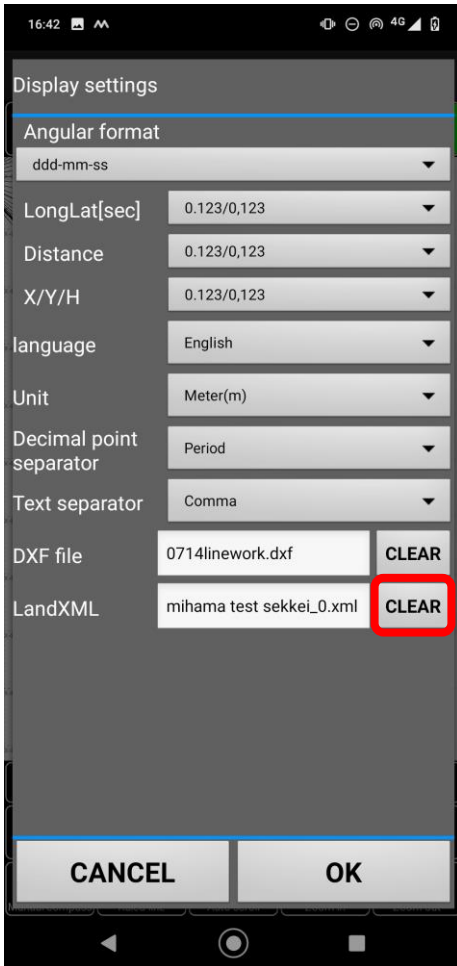 16:42 4G
Display settings
Angular format
ddd-mm-ss
LongLat[sec] 0.123/0,123
Distance 0.123/0,123
X/Y/H 0.123/0,123
language English
Unit Meter(m)
Decimal point
separator Period
Text separator Comma
DXF file 0714linework.dxf CLEAR
LandXML mihama test sekkei_0.xml CLEAR
CANCEL OK